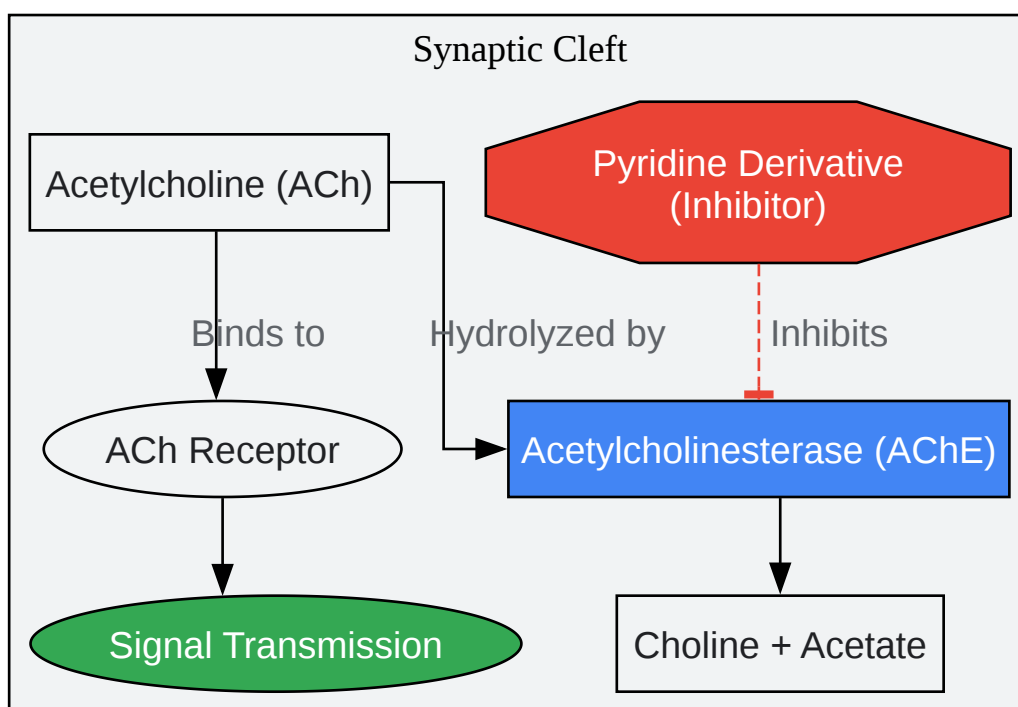 Synaptic Cleft
Acetylcholine (ACh)
Pyridine Derivative
(Inhibitor)
Binds to
Hydrolyzed by
Inhibits
ACh Receptor
Acetylcholinesterase (AChE)
Signal Transmission
Choline + Acetate